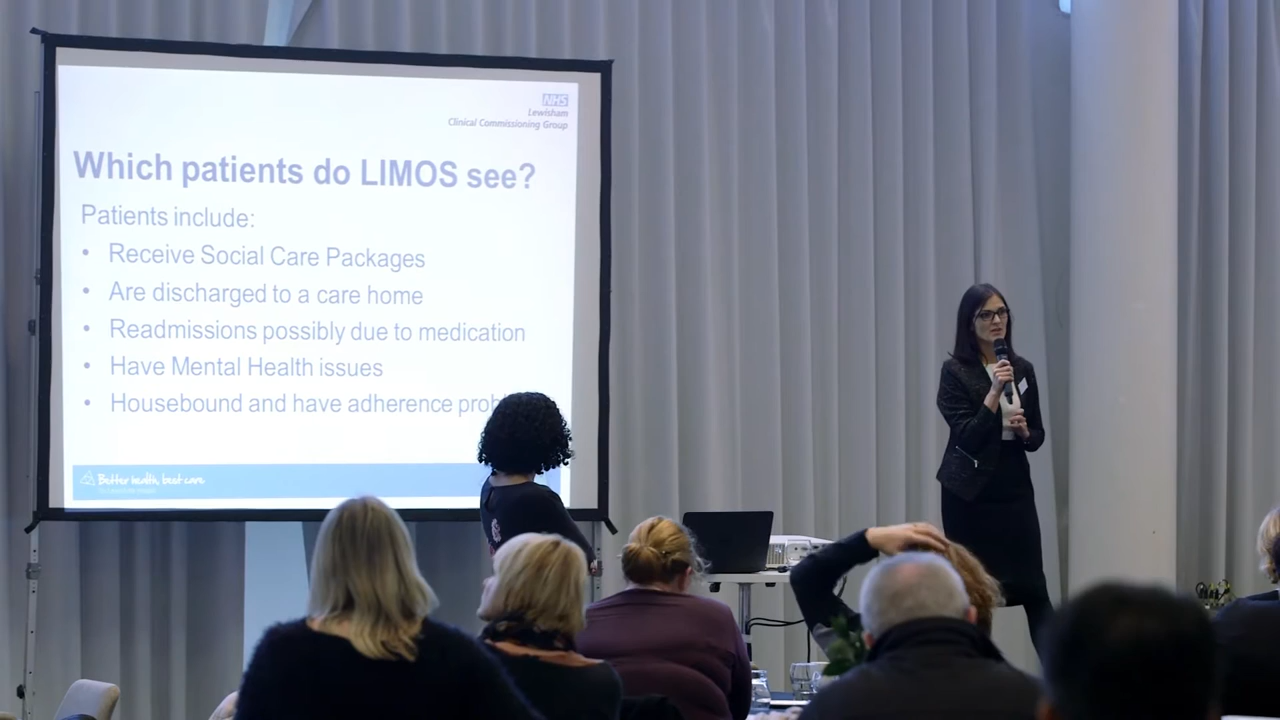 NHS
Lewisham
Clinical Commissioning Group
Which patients do LIMOS see?
Patients include:
• Receive Social Care Packages
• Are discharged to a care home
• Readmissions possibly due to medication
• Have Mental Health issues
• Housebound and have adherence
Better health, best care